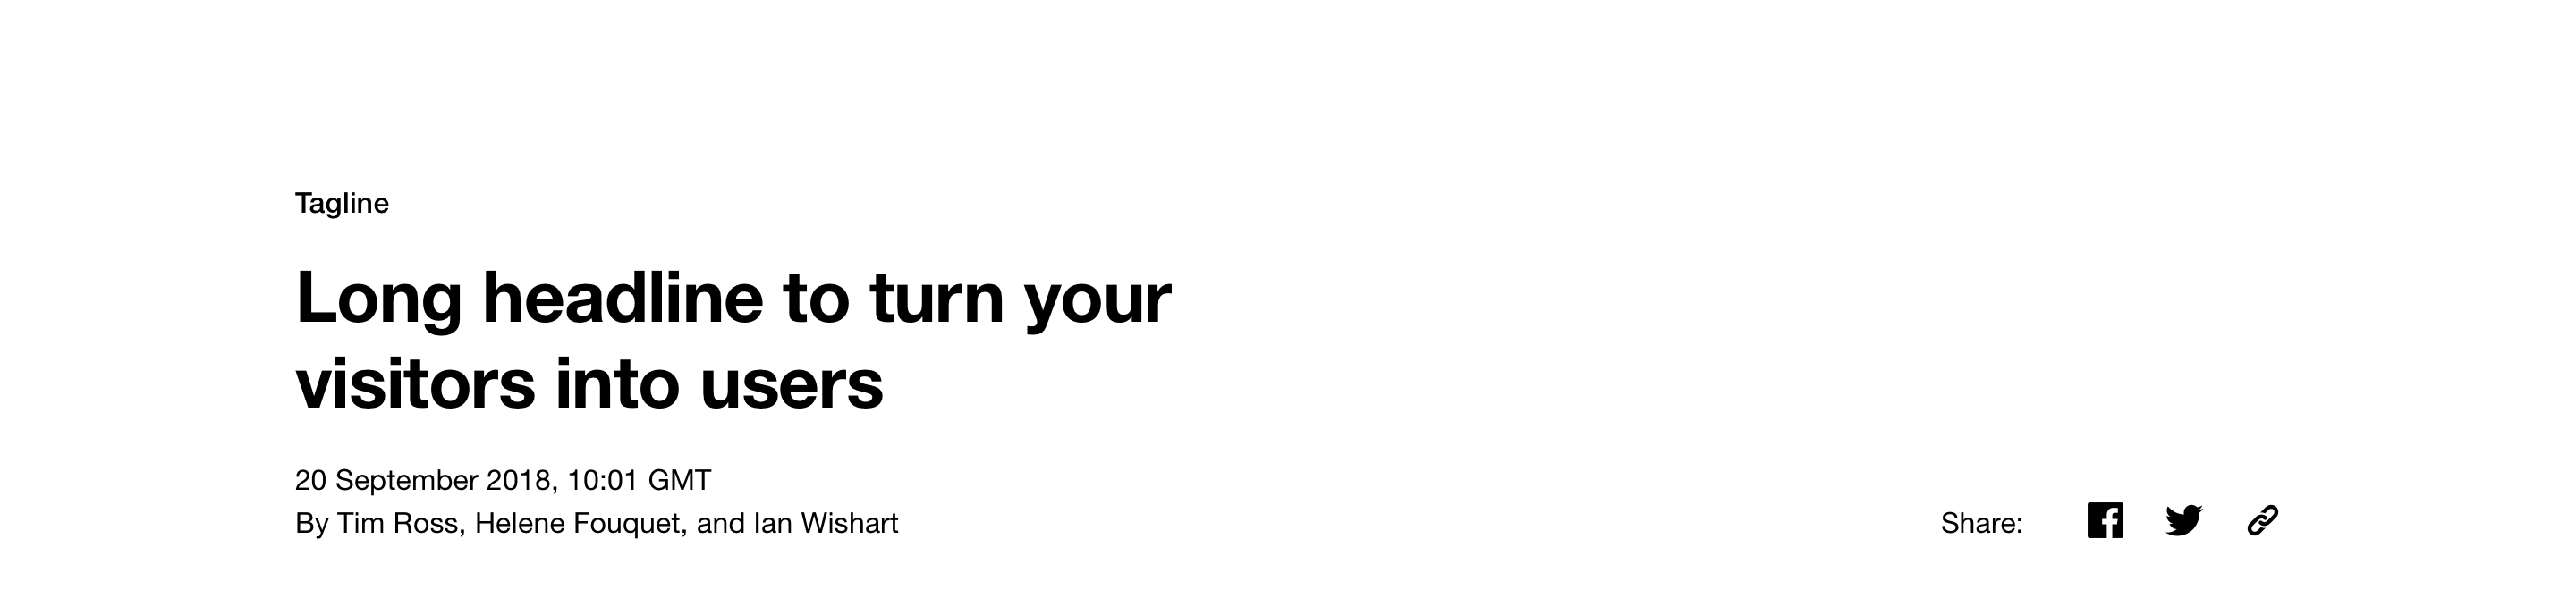 Tagline
Long headline to turn your
visitors into users
20 September 2018, 10:01 GMT
By Tim Ross, Helene Fouquet, and Ian Wishart
Share: